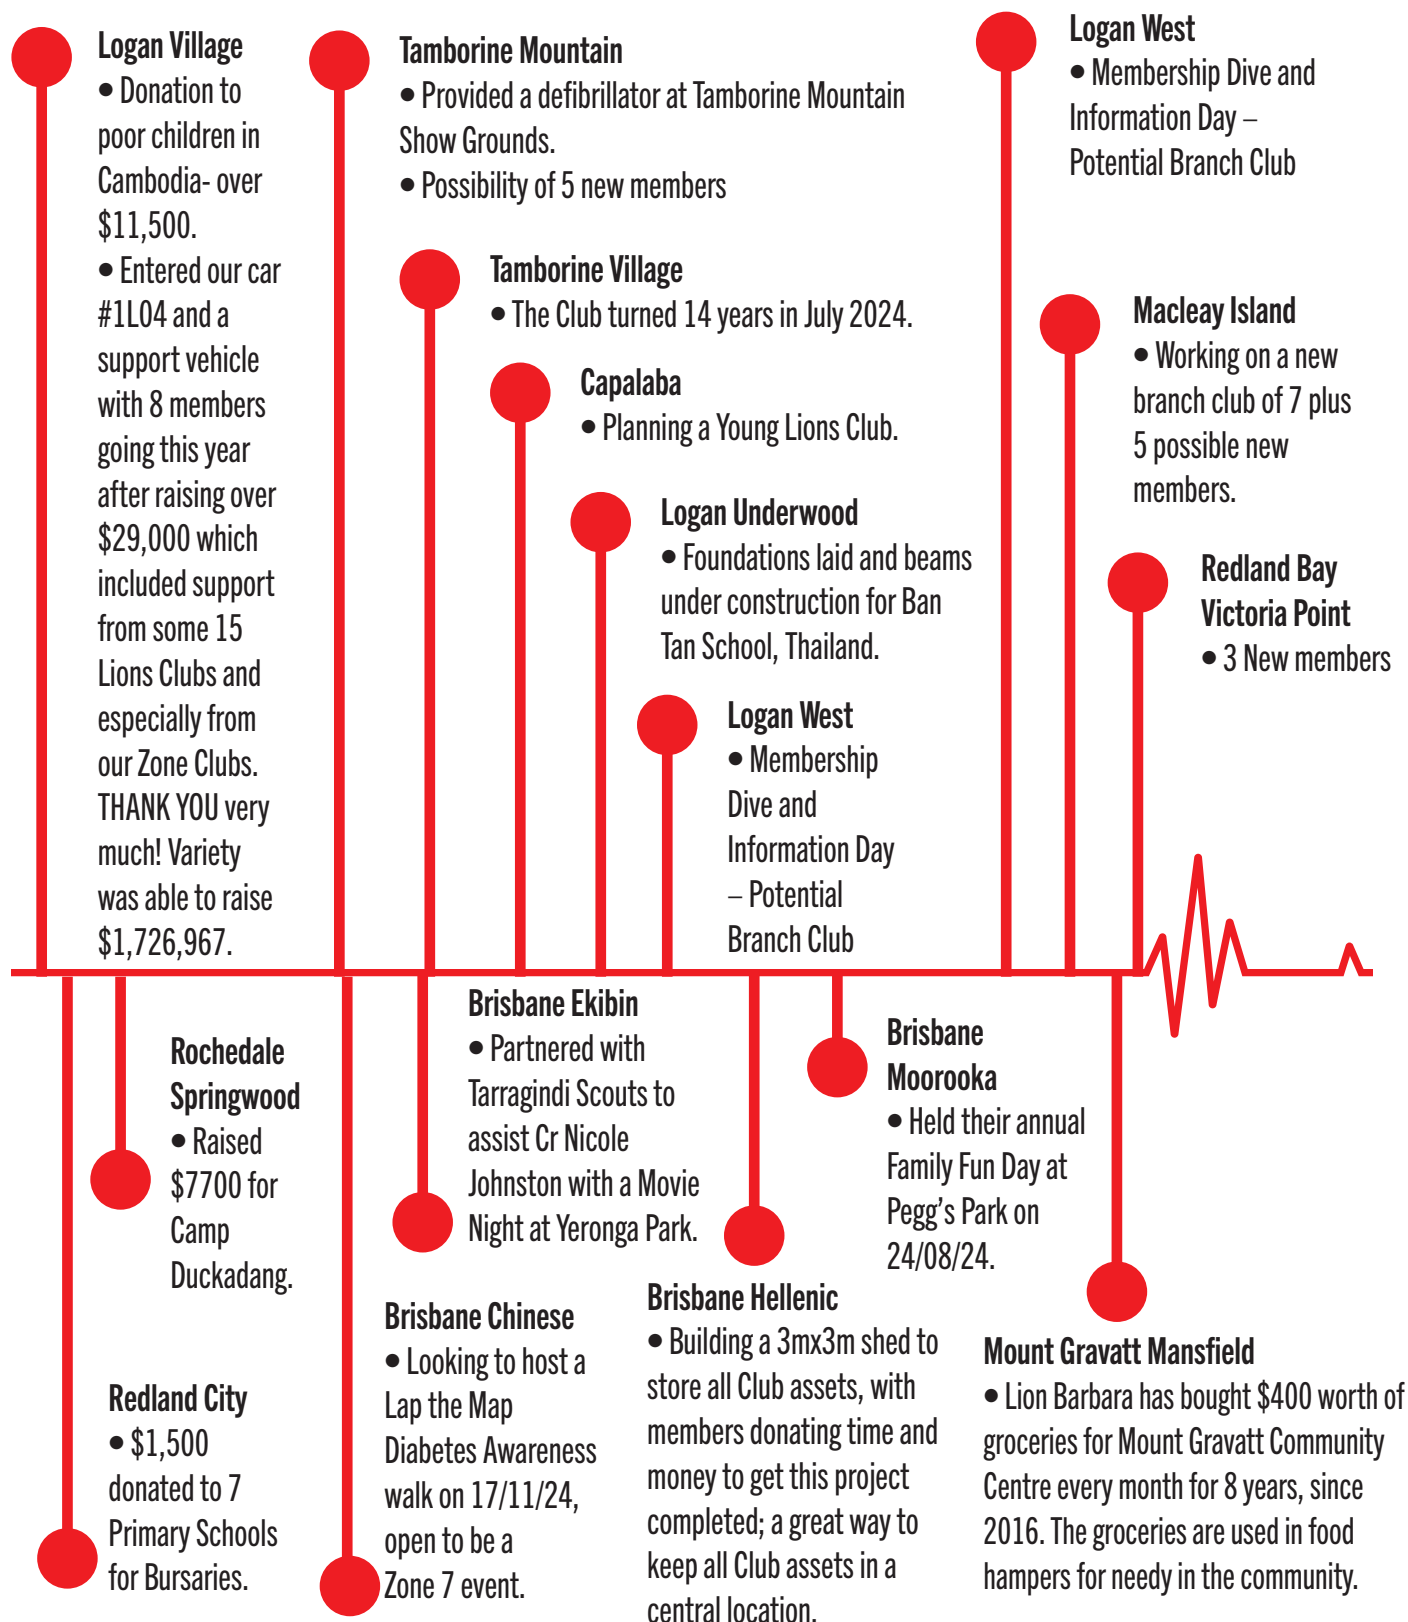 Logan Village
• Donation to
poor children in
Cambodia- over
$11,500.
• Entered our car
#1L04 and a
support vehicle
with 8 members
going this year
after raising over
$29,000 which
included support
from some 15
Lions Clubs and
especially from
our Zone Clubs.
THANK YOU very
much! Variety
was able to raise
$1,726,967.
Tamborine Mountain
• Provided a defibrillator at Tamborine Mountain
Show Grounds.
• Possibility of 5 new members
Tamborine Village
• The Club turned 14 years in July 2024.
Capalaba
• Planning a Young Lions Club.
Logan Underwood
• Foundations laid and beams
under construction for Ban
Tan School, Thailand.
Logan West
• Membership
Dive and
Information Day
– Potential
Branch Club
Logan West
• Membership Dive and
Information Day –
Potential Branch Club
Macleay Island
• Working on a new
branch club of 7 plus
5 possible new
members.
Redland Bay
Victoria Point
• 3 New members
Rochedale
Springwood
• Raised
$7700 for
Camp
Duckadang.
Redland City
• $1,500
donated to 7
Primary Schools
for Bursaries.
Brisbane Ekibin
• Partnered with
Tarragindi Scouts to
assist Cr Nicole
Johnston with a Movie
Night at Yeronga Park.
Brisbane Chinese
• Looking to host a
Lap the Map
Diabetes Awareness
walk on 17/11/24,
open to be a
Zone 7 event.
Brisbane Hellenic
• Building a 3mx3m shed to
store all Club assets, with
members donating time and
money to get this project
completed; a great way to
keep all Club assets in a
central location.
Brisbane
Moorooka
• Held their annual
Family Fun Day at
Pegg's Park on
24/08/24.
Mount Gravatt Mansfield
• Lion Barbara has bought $400 worth of
groceries for Mount Gravatt Community
Centre every month for 8 years, since
2016. The groceries are used in food
hampers for needy in the community.